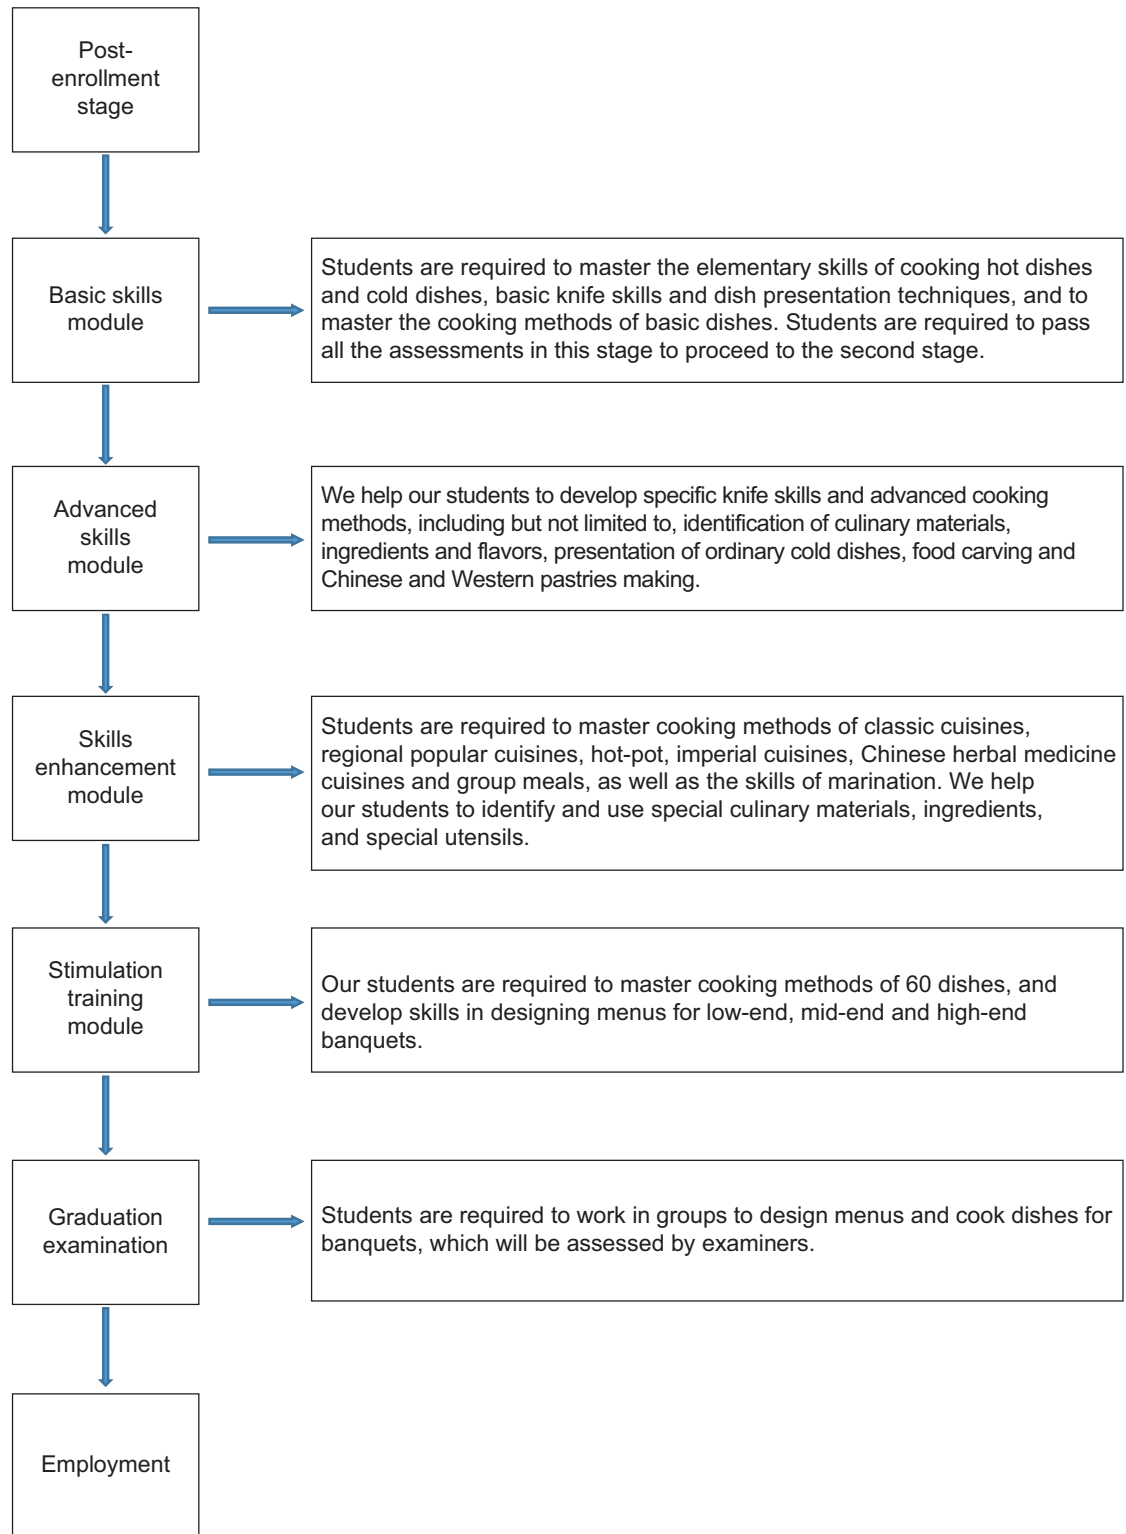 Post-
enrollment
stage
Basic skills
module
Students are required to master the elementary skills of cooking hot dishes
and cold dishes, basic knife skills and dish presentation techniques, and to
master the cooking methods of basic dishes. Students are required to pass
all the assessments in this stage to proceed to the second stage.
Advanced
skills
module
We help our students to develop specific knife skills and advanced cooking
methods, including but not limited to, identification of culinary materials,
ingredients and flavors, presentation of ordinary cold dishes, food carving and
Chinese and Western pastries making.
Skills
enhancement
module
Students are required to master cooking methods of classic cuisines,
regional popular cuisines, hot-pot, imperial cuisines, Chinese herbal medicine
cuisines and group meals, as well as the skills of marination. We help
our students to identify and use special culinary materials, ingredients,
and special utensils.
Stimulation
training
module
Our students are required to master cooking methods of 60 dishes, and
develop skills in designing menus for low-end, mid-end and high-end
banquets.
Graduation
examination
Students are required to work in groups to design menus and cook dishes for
banquets, which will be assessed by examiners.
Employment